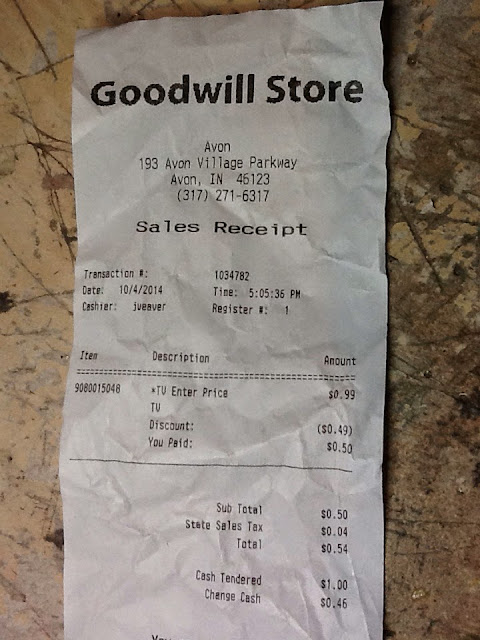 Goodwill Store
Avon
193 Avon Village Parkway
Avon, IN 46123
(317) 271-6317
Sales Receipt
Transaction #: 1034782
Date: 10/4/2014 Time: 5:05:36 PM
Cashier: jweaver Register #: 1
Item Description Amount
9080015048 *TV Enter Price $0.99
TV
Discount: ($0.49)
You Paid: $0.50
Sub Total $0.50
State Sales Tax $0.04
Total $0.54
Cash Tendered $1.00
Change Cash $0.46